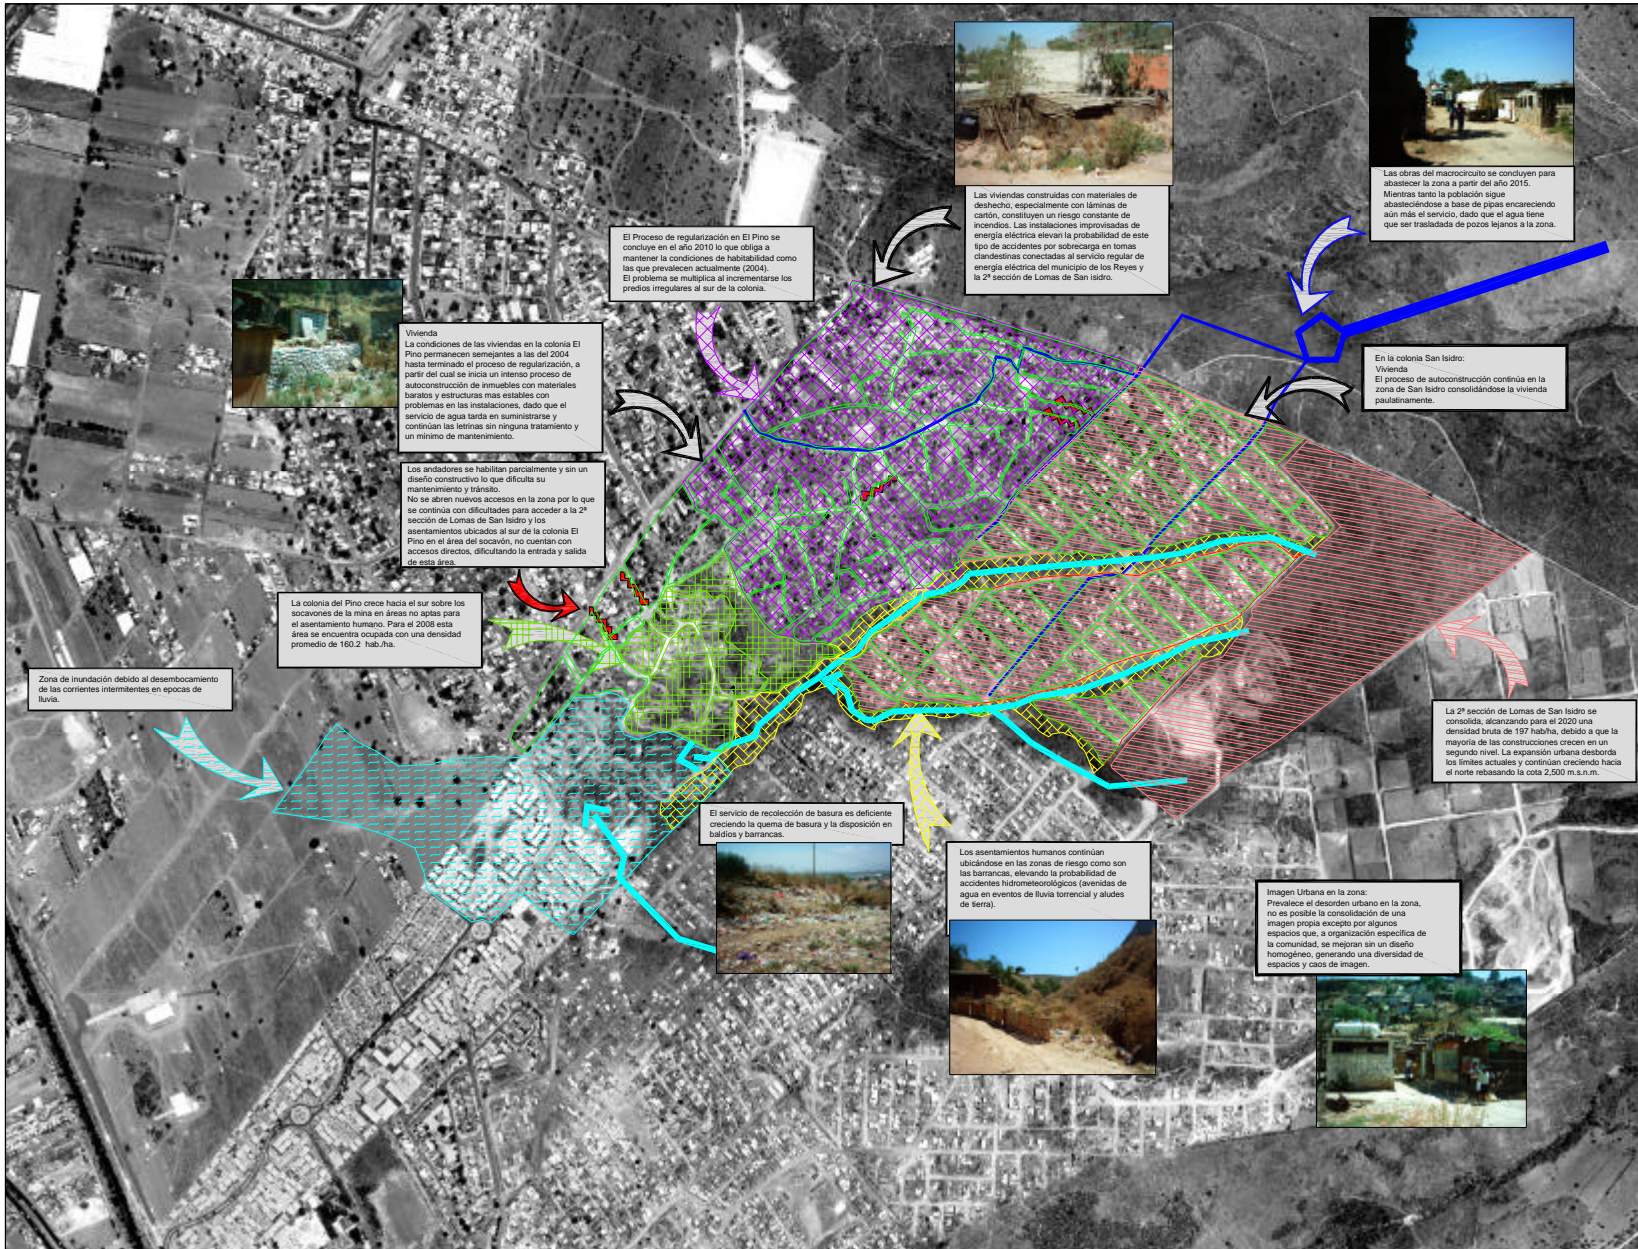 Las viviendas construidas con materiales de
deshecho, especialmente con láminas de
cartón, constituyen un riesgo constante de
incendios. Las instalaciones improvisadas de
energía eléctrica elevan la probabilidad de este
tipo de accidentes por sobrecarga en tomas
clandestinas conectadas al servicio regular de
energía eléctrica del municipio de los Reyes y
la 2ª sección de Lomas de San isidro.
Las obras del macrocircuito se concluyen para
abastecer la zona a partir del año 2015.
Mientras tanto la población sigue
abasteciéndose a base de pipas encareciendo
aún más el servicio, dado que el agua tiene
que ser trasladada de pozos lejanos a la zona.
El Proceso de regularización en El Pino se
concluye en el año 2010 lo que obliga a
mantener la condiciones de habitabilidad como
las que prevalecen actualmente (2004).
El problema se multiplica al incrementarse los
predios irregulares al sur de la colonia.
Vivienda
La condiciones de las viviendas en la colonia El
Pino permanecen semejantes a las del 2004
hasta terminado el proceso de regularización, a
partir del cual se inicia un intenso proceso de
autoconstrucción de inmuebles con materiales
baratos y estructuras mas estables con
problemas en las instalaciones, dado que el
servicio de agua tarda en suministrarse y
continúan las letrinas sin ninguna tratamiento y
un mínimo de mantenimiento.
En la colonia San Isidro:
Vivienda
El proceso de autoconstrucción continúa en la
zona de San Isidro consolidándose la vivienda
paulatinamente.
Los andadores se habilitan parcialmente y sin un
diseño constructivo lo que dificulta su
mantenimiento y tránsito.
No se abren nuevos accesos en la zona por lo que
se continúa con dificultades para acceder a la 2ª
sección de Lomas de San Isidro y los
asentamientos ubicados al sur de la colonia El
Pino en el área del socavón, no cuentan con
accesos directos, dificultando la entrada y salida
de esta área.
La colonia del Pino crece hacia el sur sobre los
socavones de la mina en áreas no aptas para
el asentamiento humano. Para el 2008 esta
área se encuentra ocupada con una densidad
promedio de 160.2 hab./ha.
Zona de inundación debido al desembocamiento
de las corrientes intermitentes en epocas de
lluvia.
La 2ª sección de Lomas de San Isidro se
consolida, alcanzando para el 2020 una
densidad bruta de 197 hab/ha, debido a que la
mayoría de las construcciones crecen en un
segundo nivel. La expansión urbana desborda
los límites actuales y continúan creciendo hacia
el norte rebasando la cota 2,500 m.s.n.m.
El servicio de recolección de basura es deficiente
creciendo la quema de basura y la disposición en
baldíos y barrancas.
Los asentamientos humanos continúan
ubicándose en las zonas de riesgo como son
las barrancas, elevando la probabilidad de
accidentes hidrometeorológicos (avenidas de
agua en eventos de lluvia torrencial y aludes
de tierra).
Imagen Urbana en la zona:
Prevalece el desorden urbano en la zona,
no es posible la consolidación de una
imagen propia excepto por algunos
espacios que, a organización específica de
la comunidad, se mejoran sin un diseño
homogéneo, generando una diversidad de
espacios y caos de imagen.